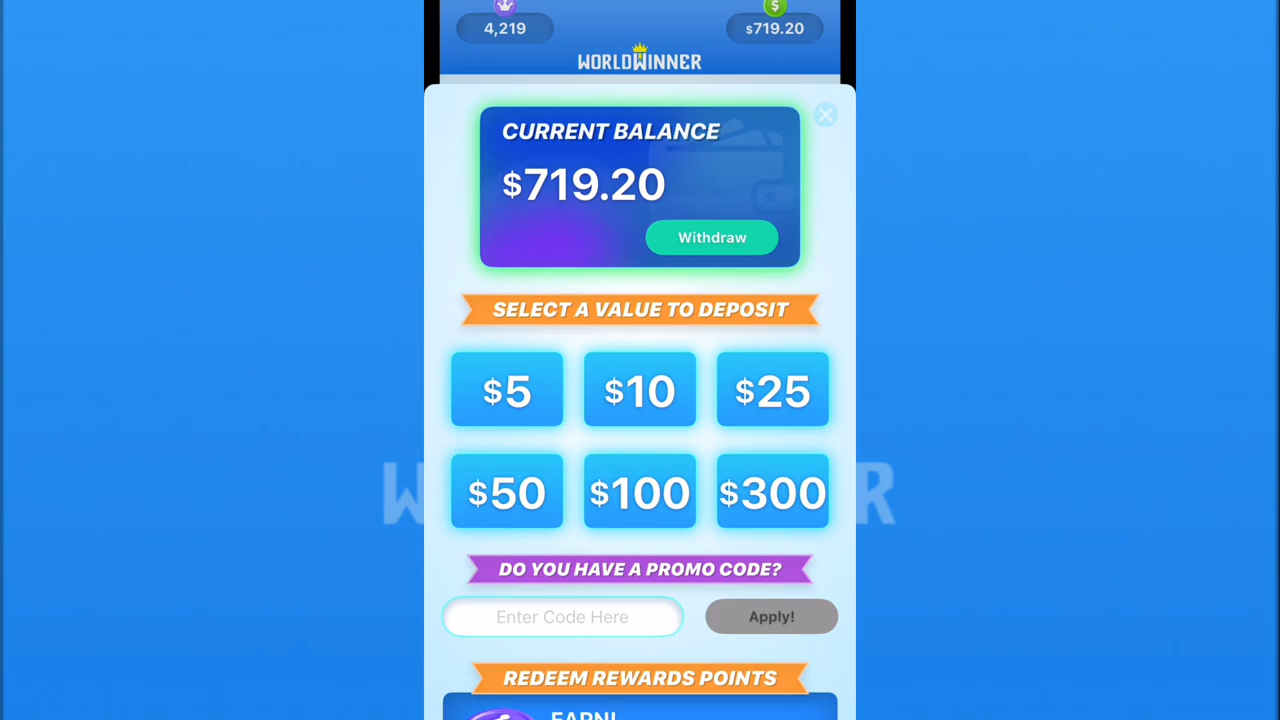 4,219
$719.20
WORLDWINNER
CURRENT BALANCE
$719.20
Withdraw
SELECT A VALUE TO DEPOSIT
$5 $10 $25
$50 $100 $300
DO YOU HAVE A PROMO CODE?
Enter Code Here Apply!
REDEEM REWARDS POINTS